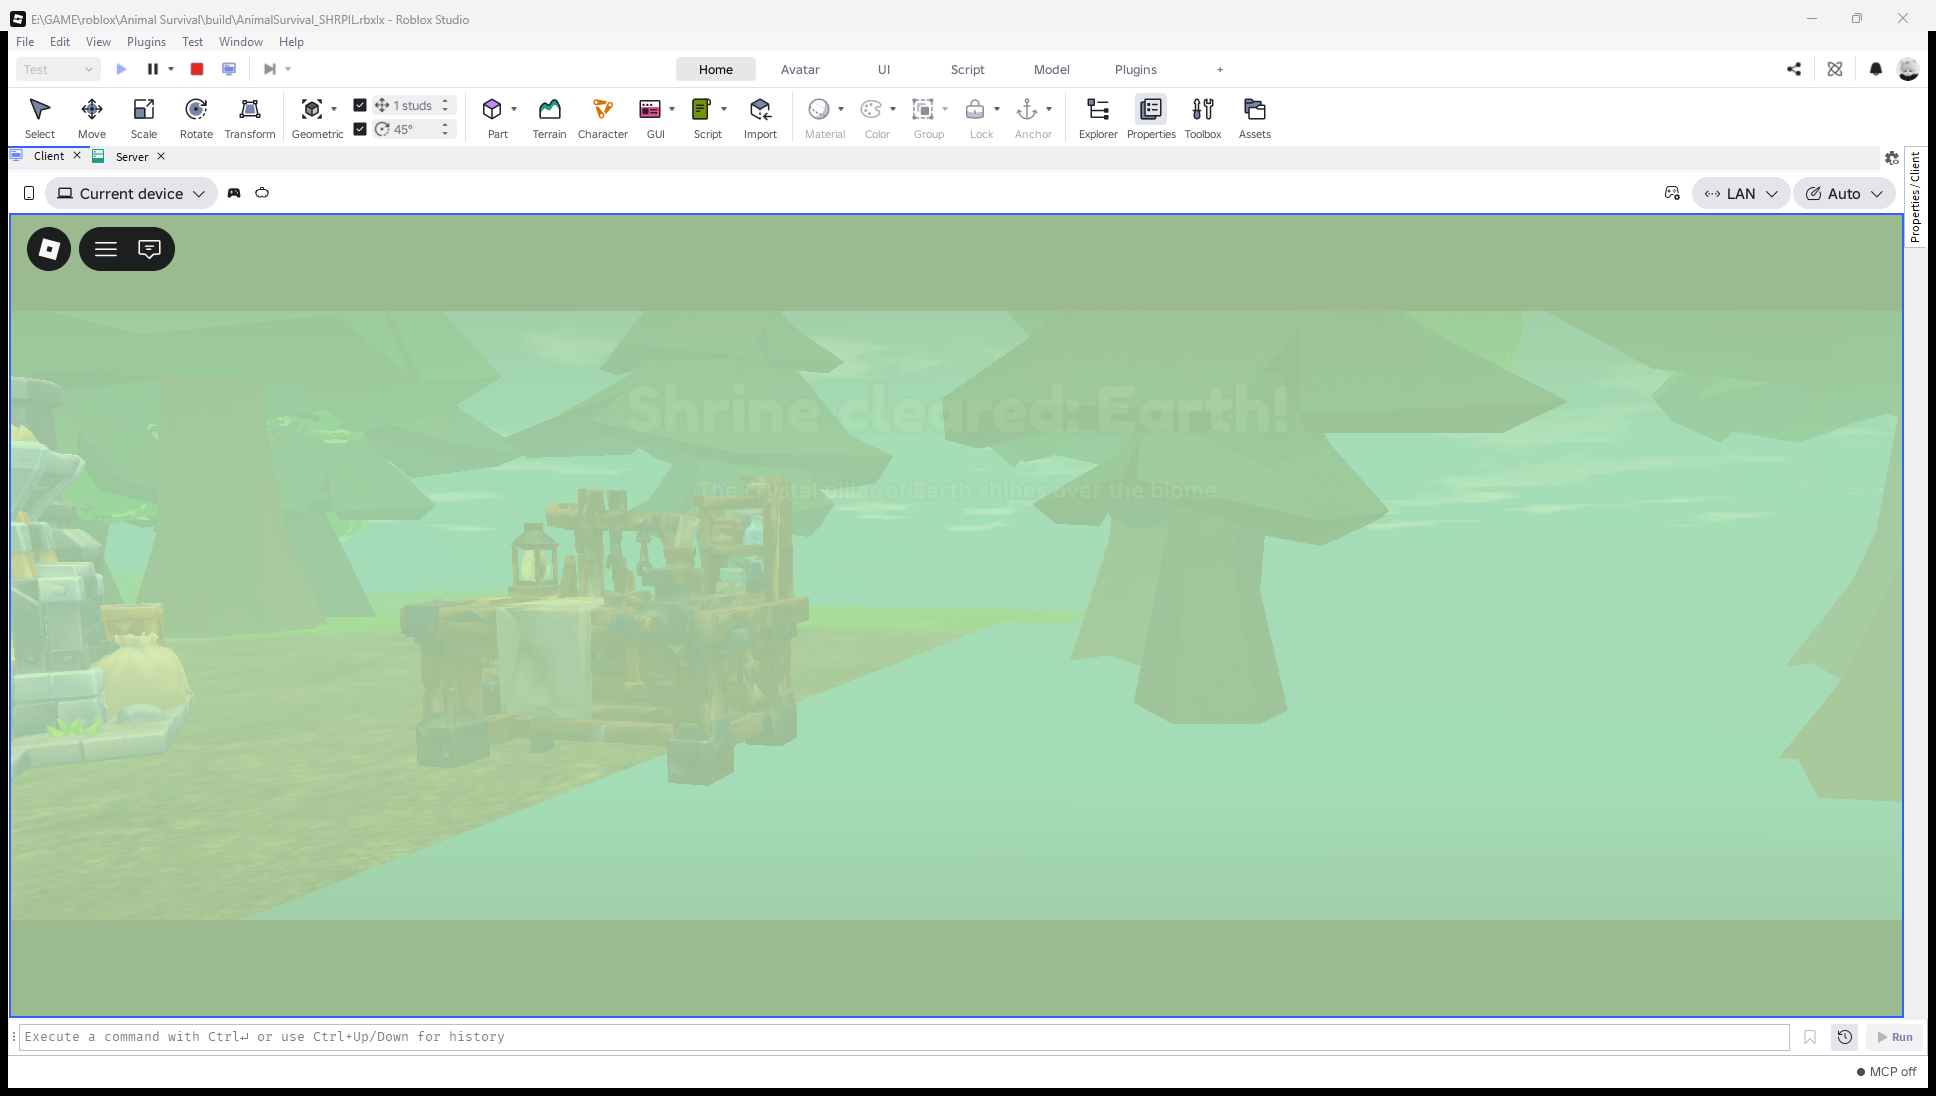 E:\GAME\roblox\Animal Survival\build\AnimalSurvival_SHRPIL.rbxlx - Roblox Studio
File Edit View Plugins Test Window Help
Test Home Avatar UI Script Model Plugins +
1 studs
45°
Select Move Scale Rotate Transform Geometric Part Terrain Character GUI Script Import Material Color Group Lock Anchor Explorer Properties Toolbox Assets
Client Server
Properties / Client
Current device LAN Auto
Shrine cleared: Earth!
The crystal pillar of Earth shines over the biome
Execute a command with Ctrl↵ or use Ctrl+Up/Down for history
Run
MCP off